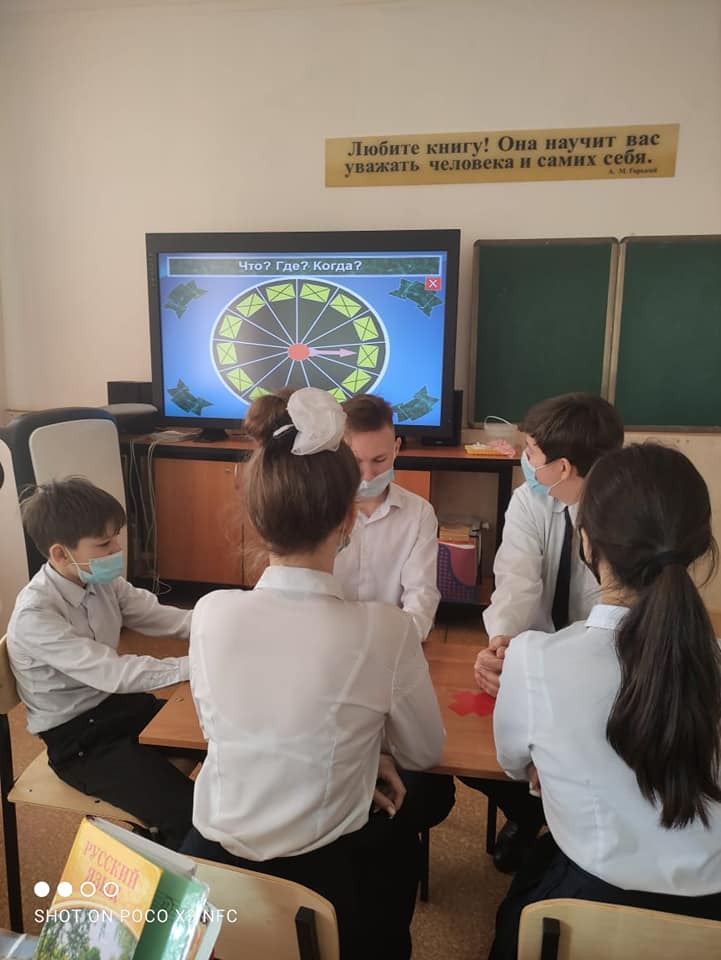 Любите книгу! Она научит вас
уважать человека и самих себя.
А. М. Горький
Что? Где? Когда?
РУССКИЙ
ЯЗЫК
SHOT ON POCO X3 NFC